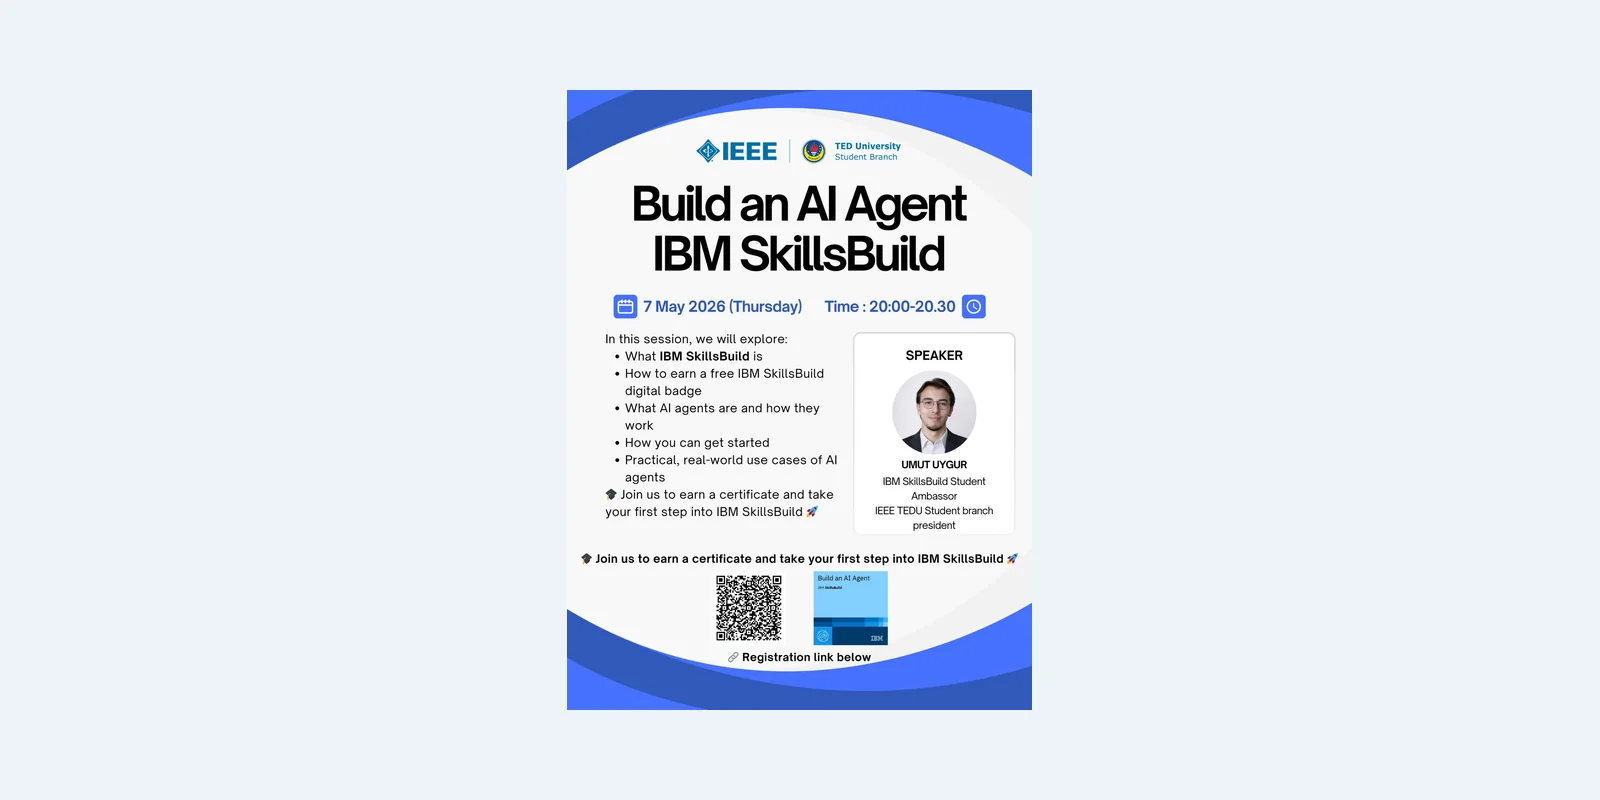 IEEE
TED University
Student Branch
Build an AI Agent
IBM SkillsBuild
7 May 2026 (Thursday)
Time : 20:00-20.30
In this session, we will explore:
• What IBM SkillsBuild is
• How to earn a free IBM SkillsBuild
digital badge
• What AI agents are and how they
work
• How you can get started
• Practical, real-world use cases of AI
agents
🎓 Join us to earn a certificate and take
your first step into IBM SkillsBuild 🚀
SPEAKER
UMUT UYGUR
IBM SkillsBuild Student
Ambassor
IEEE TEDU Student branch
president
🎓 Join us to earn a certificate and take your first step into IBM SkillsBuild 🚀
Build an AI Agent
IBM SkillsBuild
IBM
🔗 Registration link below